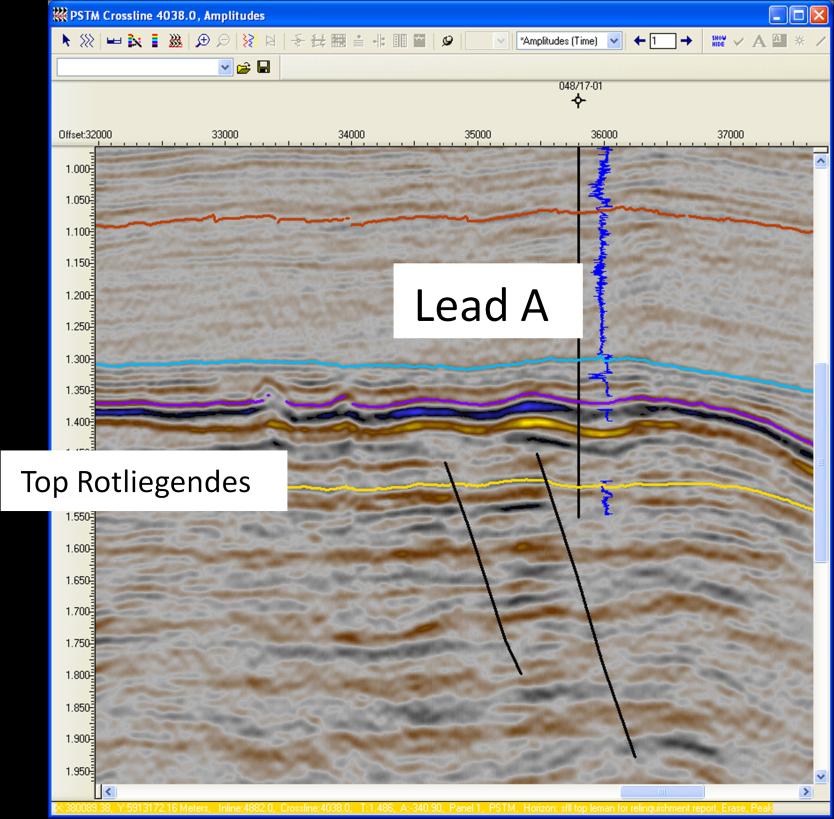 PSTM Crossline 4038.0, Amplitudes
*Amplitudes (Time)
1
SHOW
HIDE
048/17-01
Offset:32000 33000 34000 35000 36000 37000
1.000
1.050
1.100
1.150
1.200
1.250
Lead A
1.300
1.350
1.400
Top Rotliegendes
1.550
1.600
1.650
1.700
1.750
1.800
1.850
1.900
1.950
X:380089.38, Y:5913172.16 Meters, Inline:4882.0, Crossline:4038.0, T:1.486, A:-340.90, Panel 1, PSTM, Horizon: sfll top leman for relinquishment report, Erase, Peak